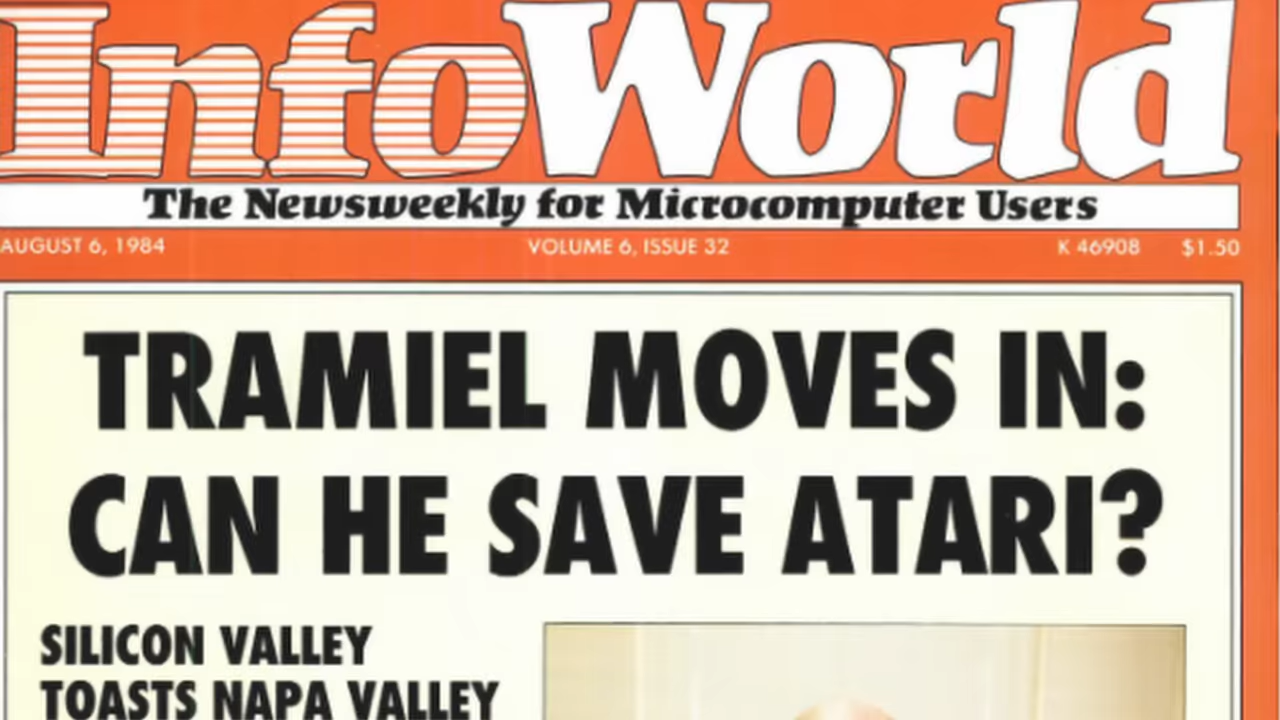 InfoWorld
The Newsweekly for Microcomputer Users
AUGUST 6, 1984 VOLUME 6, ISSUE 32 K 46908 $1.50
TRAMIEL MOVES IN:
CAN HE SAVE ATARI?
SILICON VALLEY
TOASTS NAPA VALLEY